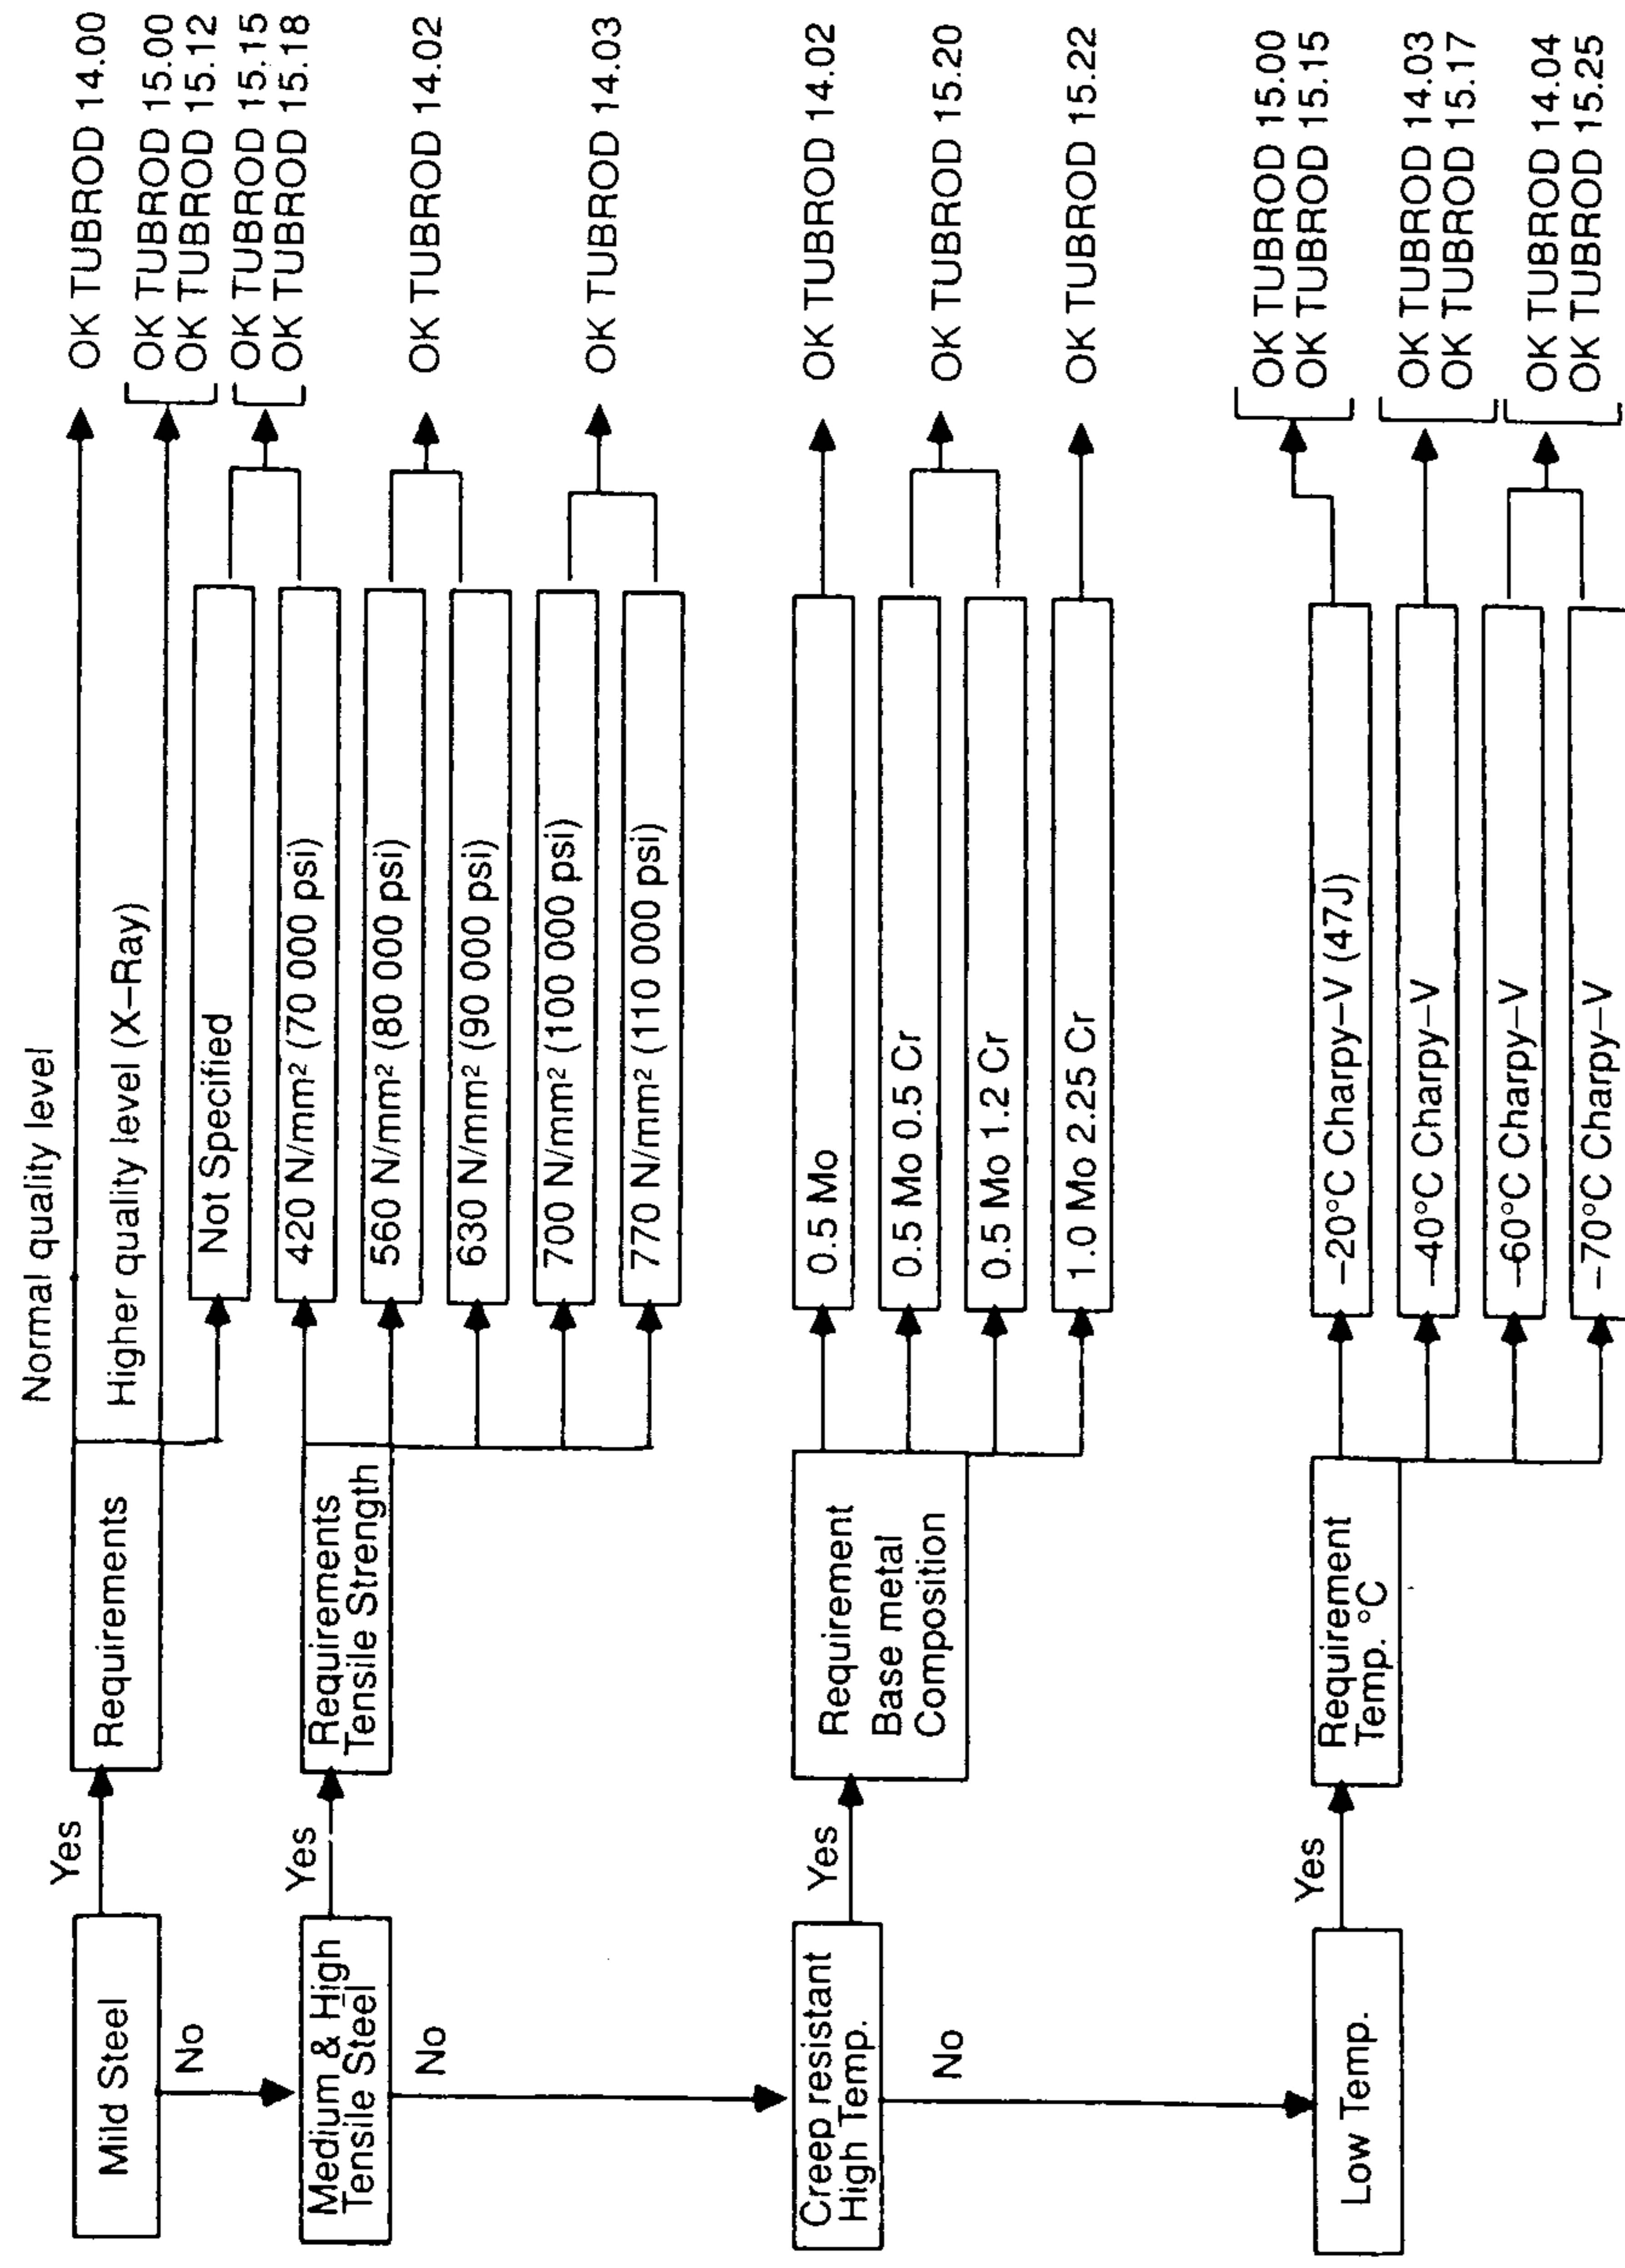 Normal quality level
Mild Steel
Yes
Requirements
OK TUBROD 14.00
Higher quality level (X–Ray)
OK TUBROD 15.00
OK TUBROD 15.12
No
Not Specified
OK TUBROD 15.15
OK TUBROD 15.18
Medium & High
Tensile Steel
Yes
Requirements
Tensile Strength
420 N/mm² (70 000 psi)
560 N/mm² (80 000 psi)
OK TUBROD 14.02
630 N/mm² (90 000 psi)
700 N/mm² (100 000 psi)
OK TUBROD 14.03
770 N/mm² (110 000 psi)
No
Creep resistant
High Temp.
Yes
Requirement
Base metal
Composition
0.5 Mo
OK TUBROD 14.02
0.5 Mo 0.5 Cr
OK TUBROD 15.20
0.5 Mo 1.2 Cr
1.0 Mo 2.25 Cr
OK TUBROD 15.22
No
Low Temp.
Yes
Requirement
Temp. °C
–20°C Charpy–V (47J)
OK TUBROD 15.00
OK TUBROD 15.15
–40°C Charpy–V
OK TUBROD 14.03
OK TUBROD 15.17
–60°C Charpy–V
–70°C Charpy–V
OK TUBROD 14.04
OK TUBROD 15.25